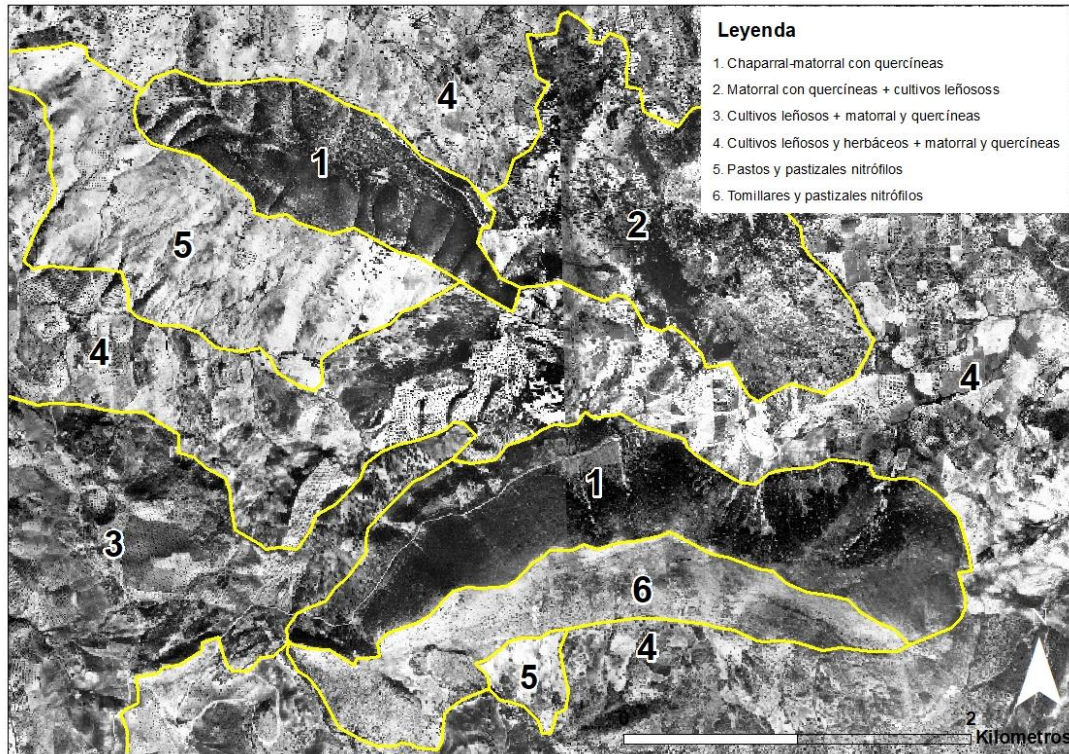 Leyenda
1. Chaparral-matorral con quercíneas
2. Matorral con quercíneas + cultivos leñososs
3. Cultivos leñosos + matorral y quercíneas
4. Cultivos leñosos y herbáceos + matorral y quercíneas
5. Pastos y pastizales nitrófilos
6. Tomillares y pastizales nitrófilos
4
1
2
5
4
4
1
3
6
4
5
0 2
Kilometros